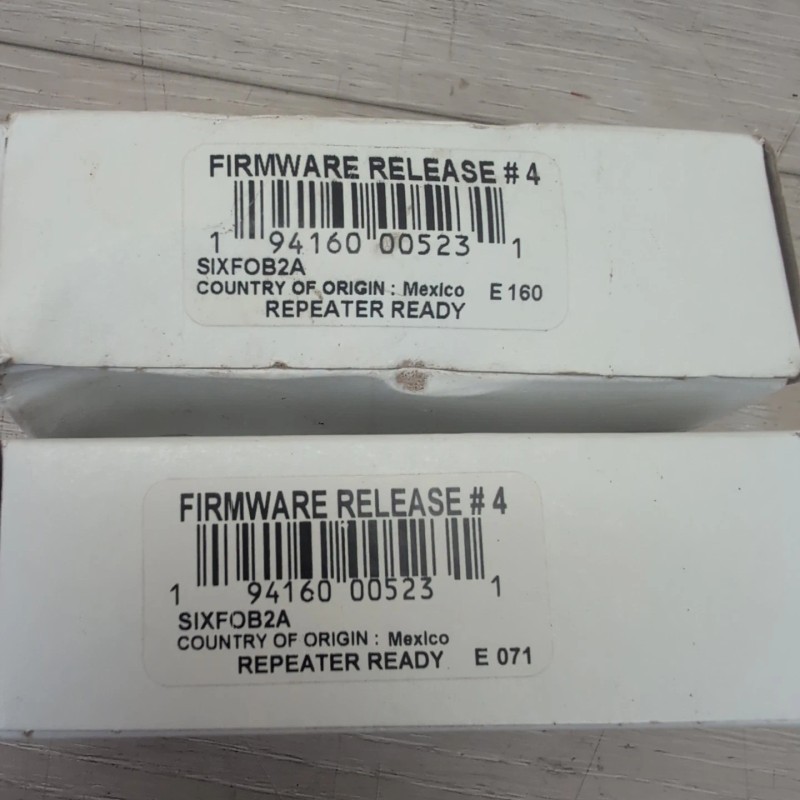 FIRMWARE RELEASE # 4
1 94160 00523 1
SIXFOB2A
COUNTRY OF ORIGIN : Mexico E 160
REPEATER READY
FIRMWARE RELEASE # 4
1 94160 00523 1
SIXFOB2A
COUNTRY OF ORIGIN : Mexico
REPEATER READY E 071